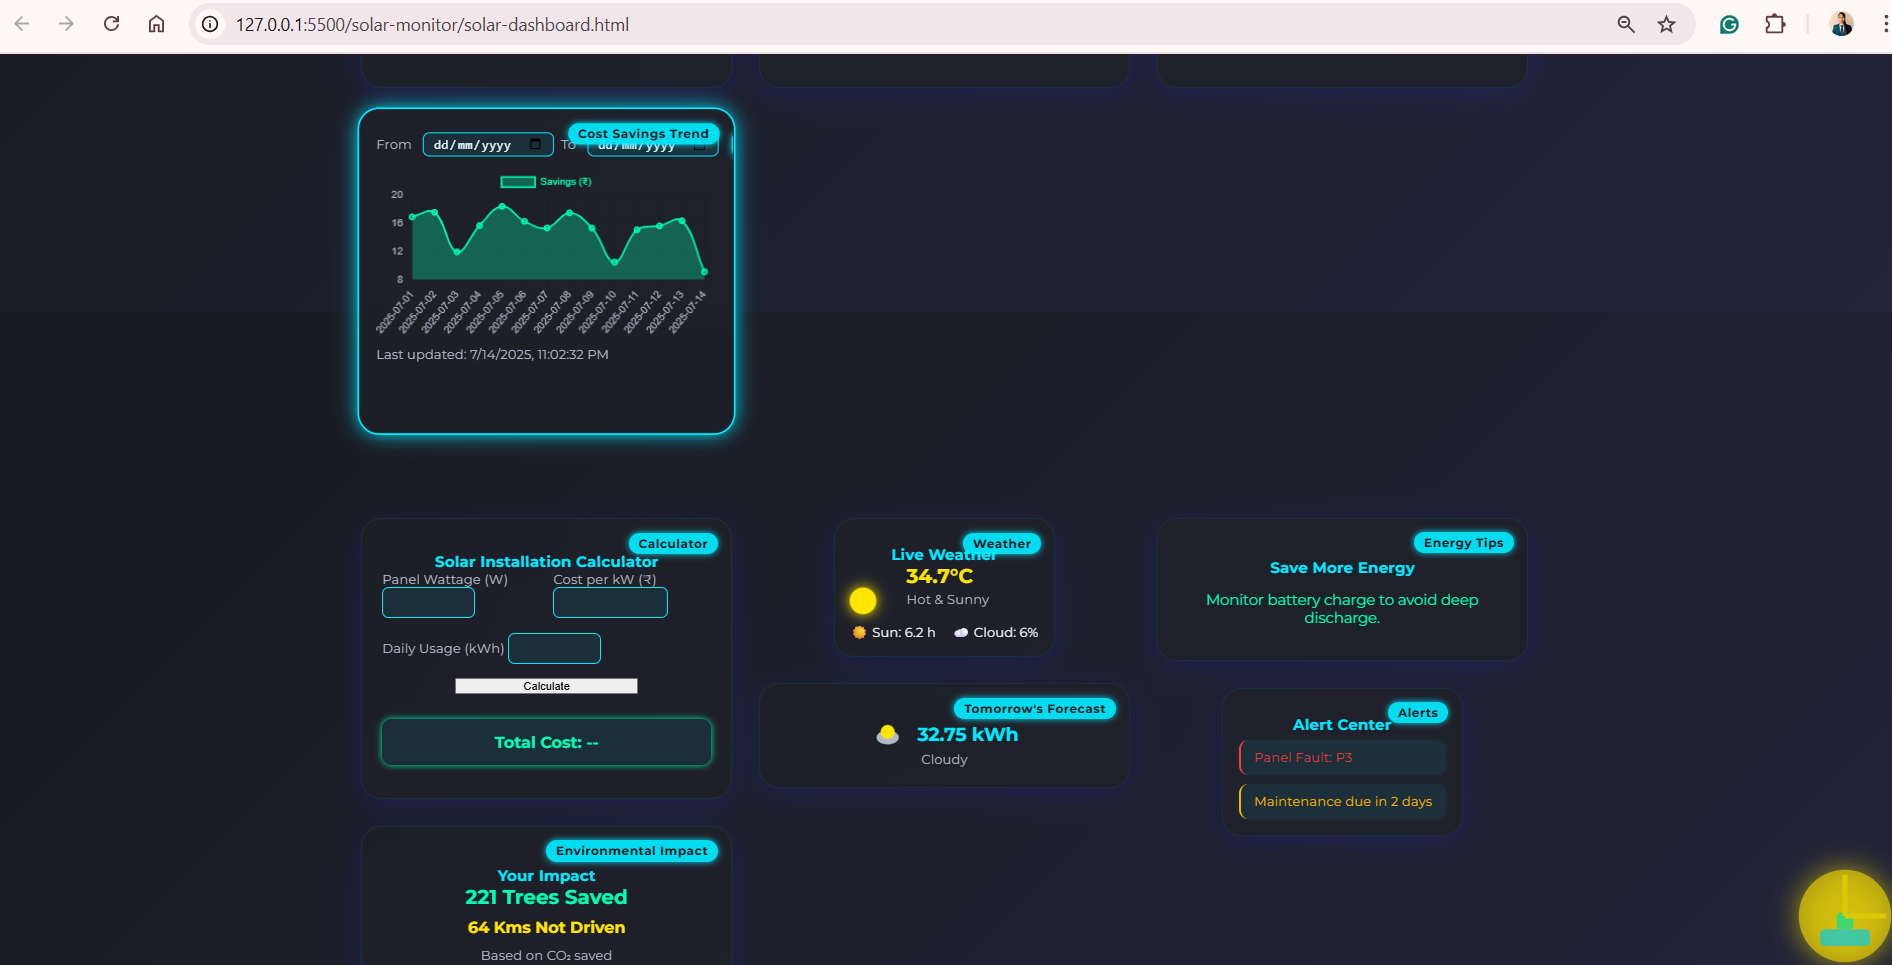 127.0.0.1:5500/solar-monitor/solar-dashboard.html
Cost Savings Trend
From dd/mm/yyyy To dd/mm/yyyy
Savings (₹)
20
16
12
8
2025-07-01 2025-07-02 2025-07-03 2025-07-04 2025-07-05 2025-07-06 2025-07-07 2025-07-08 2025-07-09 2025-07-10 2025-07-11 2025-07-12 2025-07-13 2025-07-14
Last updated: 7/14/2025, 11:02:32 PM
Calculator
Solar Installation Calculator
Panel Wattage (W) Cost per kW (₹)
Daily Usage (kWh)
Calculate
Total Cost: --
Environmental Impact
Your Impact
221 Trees Saved
64 Kms Not Driven
Based on CO₂ saved
Weather
Live Weather
34.7°C
Hot & Sunny
Sun: 6.2 h Cloud: 6%
Tomorrow's Forecast
32.75 kWh
Cloudy
Energy Tips
Save More Energy
Monitor battery charge to avoid deep
discharge.
Alerts
Alert Center
Panel Fault: P3
Maintenance due in 2 days